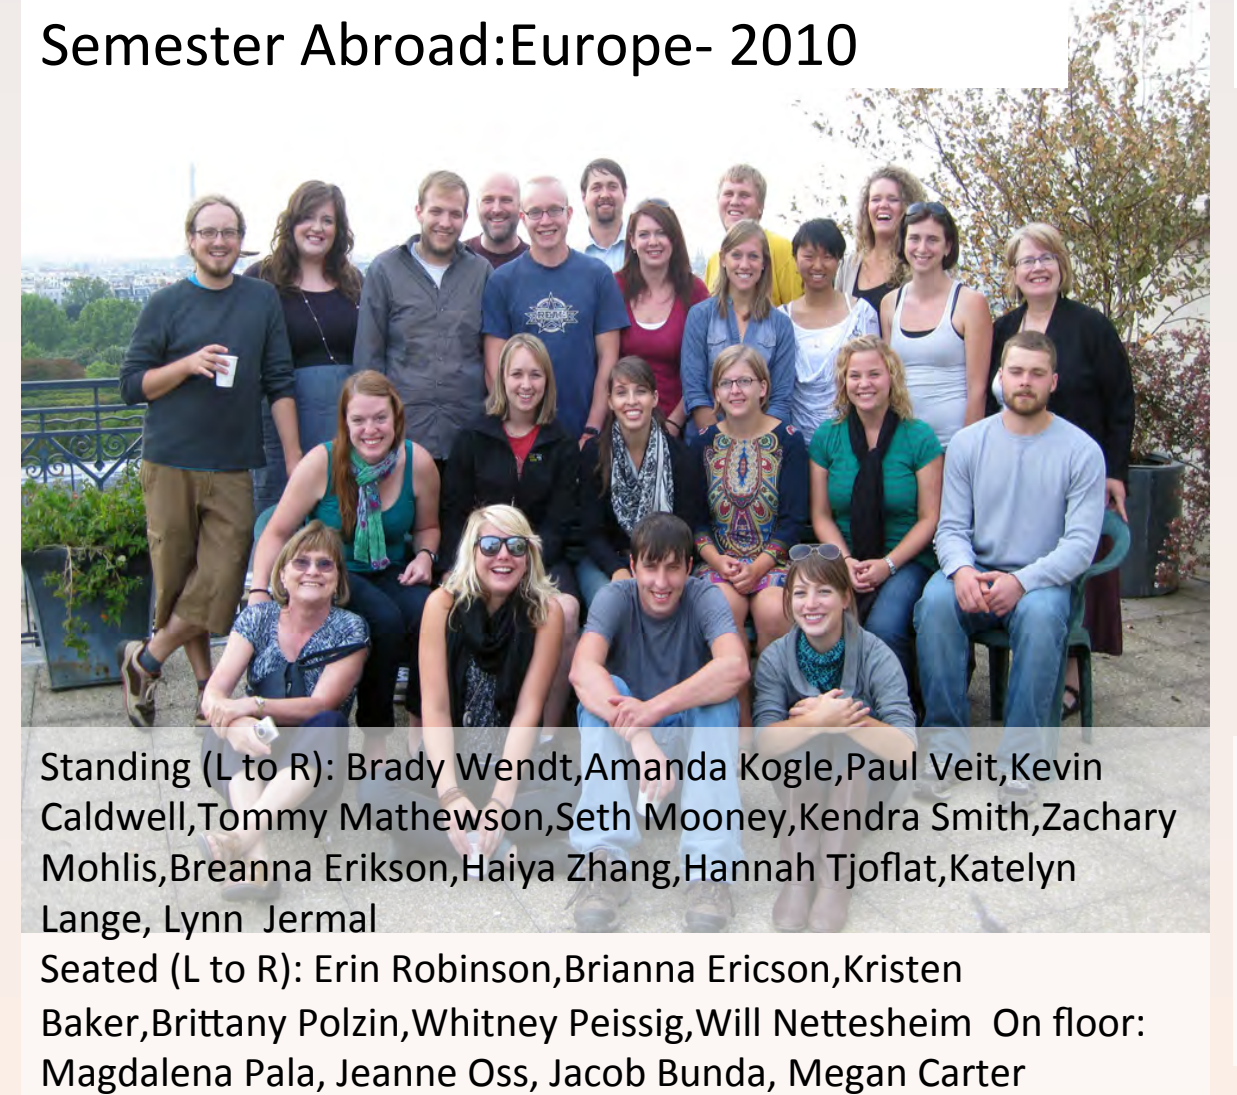 Semester Abroad:Europe- 2010
Standing (L to R): Brady Wendt,Amanda Kogle,Paul Veit,Kevin
Caldwell,Tommy Mathewson,Seth Mooney,Kendra Smith,Zachary
Mohlis,Breanna Erikson,Haiya Zhang,Hannah Tjoflat,Katelyn
Lange, Lynn  Jermal
Seated (L to R): Erin Robinson,Brianna Ericson,Kristen
Baker,Brittany Polzin,Whitney Peissig,Will Nettesheim  On floor:
Magdalena Pala, Jeanne Oss, Jacob Bunda, Megan Carter